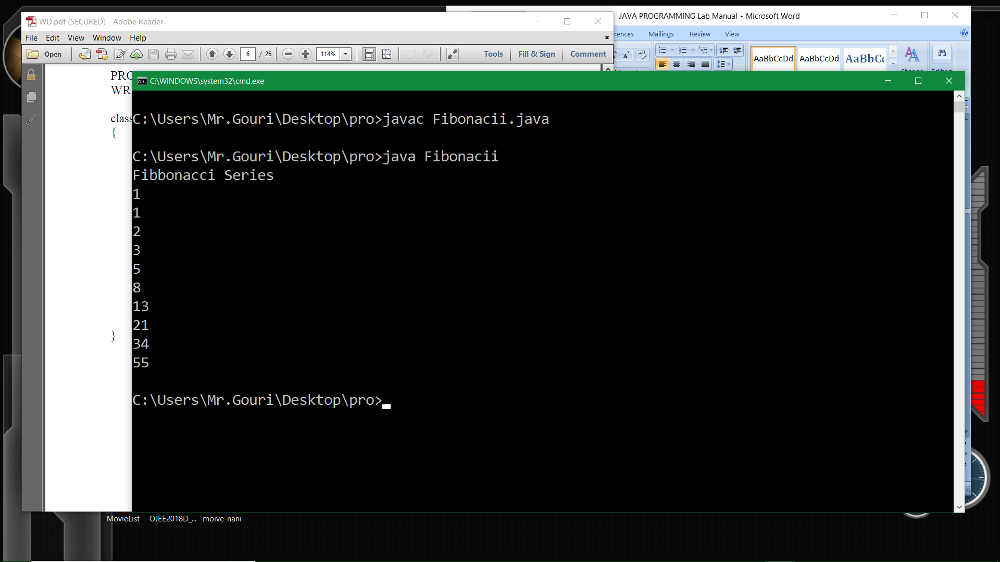 WD.pdf (SECURED) - Adobe Reader
JAVA PROGRAMMING Lab Manual - Microsoft Word
File Edit View Window Help
Mailings Review View
Open 6 / 26 114% Tools Fill & Sign Comment
AaBbCcDd AaBbCcDd AaBbCc
C:\WINDOWS\system32\cmd.exe
class
{
}
C:\Users\Mr.Gouri\Desktop\pro>javac Fibonacii.java
C:\Users\Mr.Gouri\Desktop\pro>java Fibonacii
Fibbonacci Series
1
1
2
3
5
8
13
21
34
55
C:\Users\Mr.Gouri\Desktop\pro>
MovieList OJEE2018D_... moive-nani